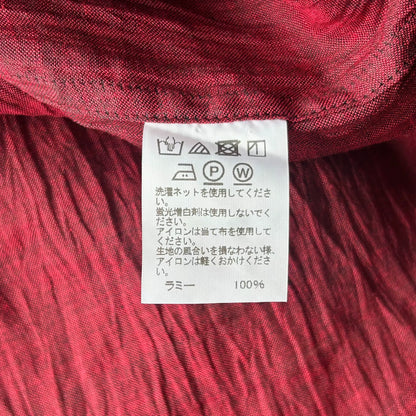 P W
洗濯ネットを使用してくださ
い。
蛍光増白剤は使用しないでく
ださい。
アイロンは当て布を使用して
ください。
生地の風合いを損なわない様、
アイロンは軽くおかけくださ
い。
ラミー 100%